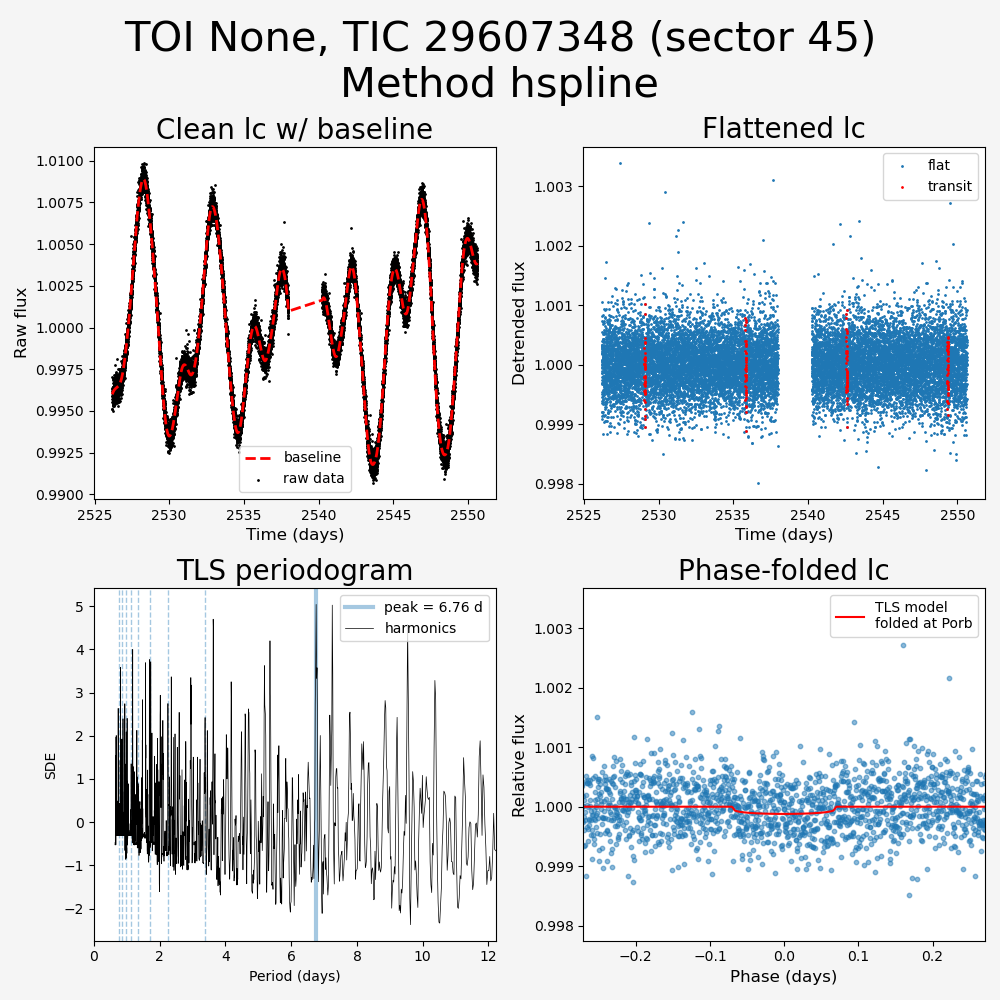 TOI None, TIC 29607348 (sector 45)
Method hspline
Clean lc w/ baseline
Raw flux
1.0100
1.0075
1.0050
1.0025
1.0000
0.9975
0.9950
0.9925
0.9900
baseline
raw data
2525
2530
2535
2540
2545
2550
Time (days)
Flattened lc
Detrended flux
1.003
1.002
1.001
1.000
0.999
0.998
flat
transit
2525
2530
2535
2540
2545
2550
Time (days)
TLS periodogram
SDE
5
4
3
2
1
0
−1
−2
peak = 6.76 d
harmonics
0
2
4
6
8
10
12
Period (days)
Phase-folded lc
Relative flux
1.003
1.002
1.001
1.000
0.999
0.998
TLS model
folded at Porb
−0.2
−0.1
0.0
0.1
0.2
Phase (days)